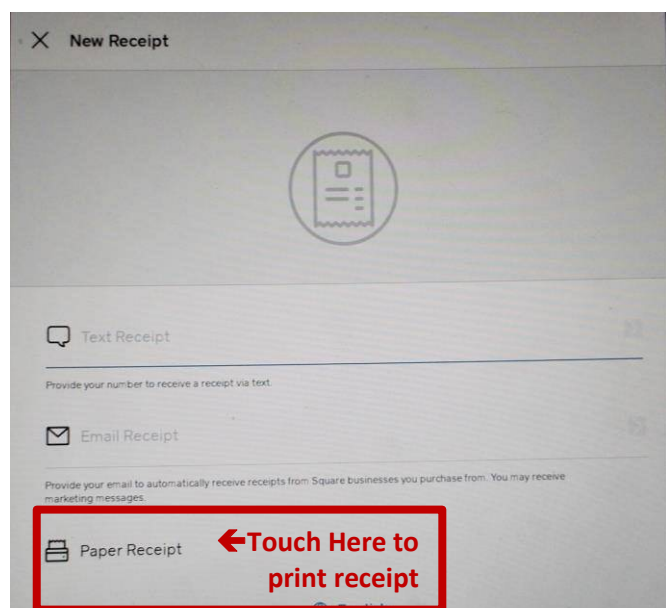 New Receipt
Text Receipt
Provide your number to receive a receipt via text.
Email Receipt
Provide your email to automatically receive receipts from Square businesses you purchase from. You may receive
marketing messages.
Paper Receipt
←Touch Here to
print receipt